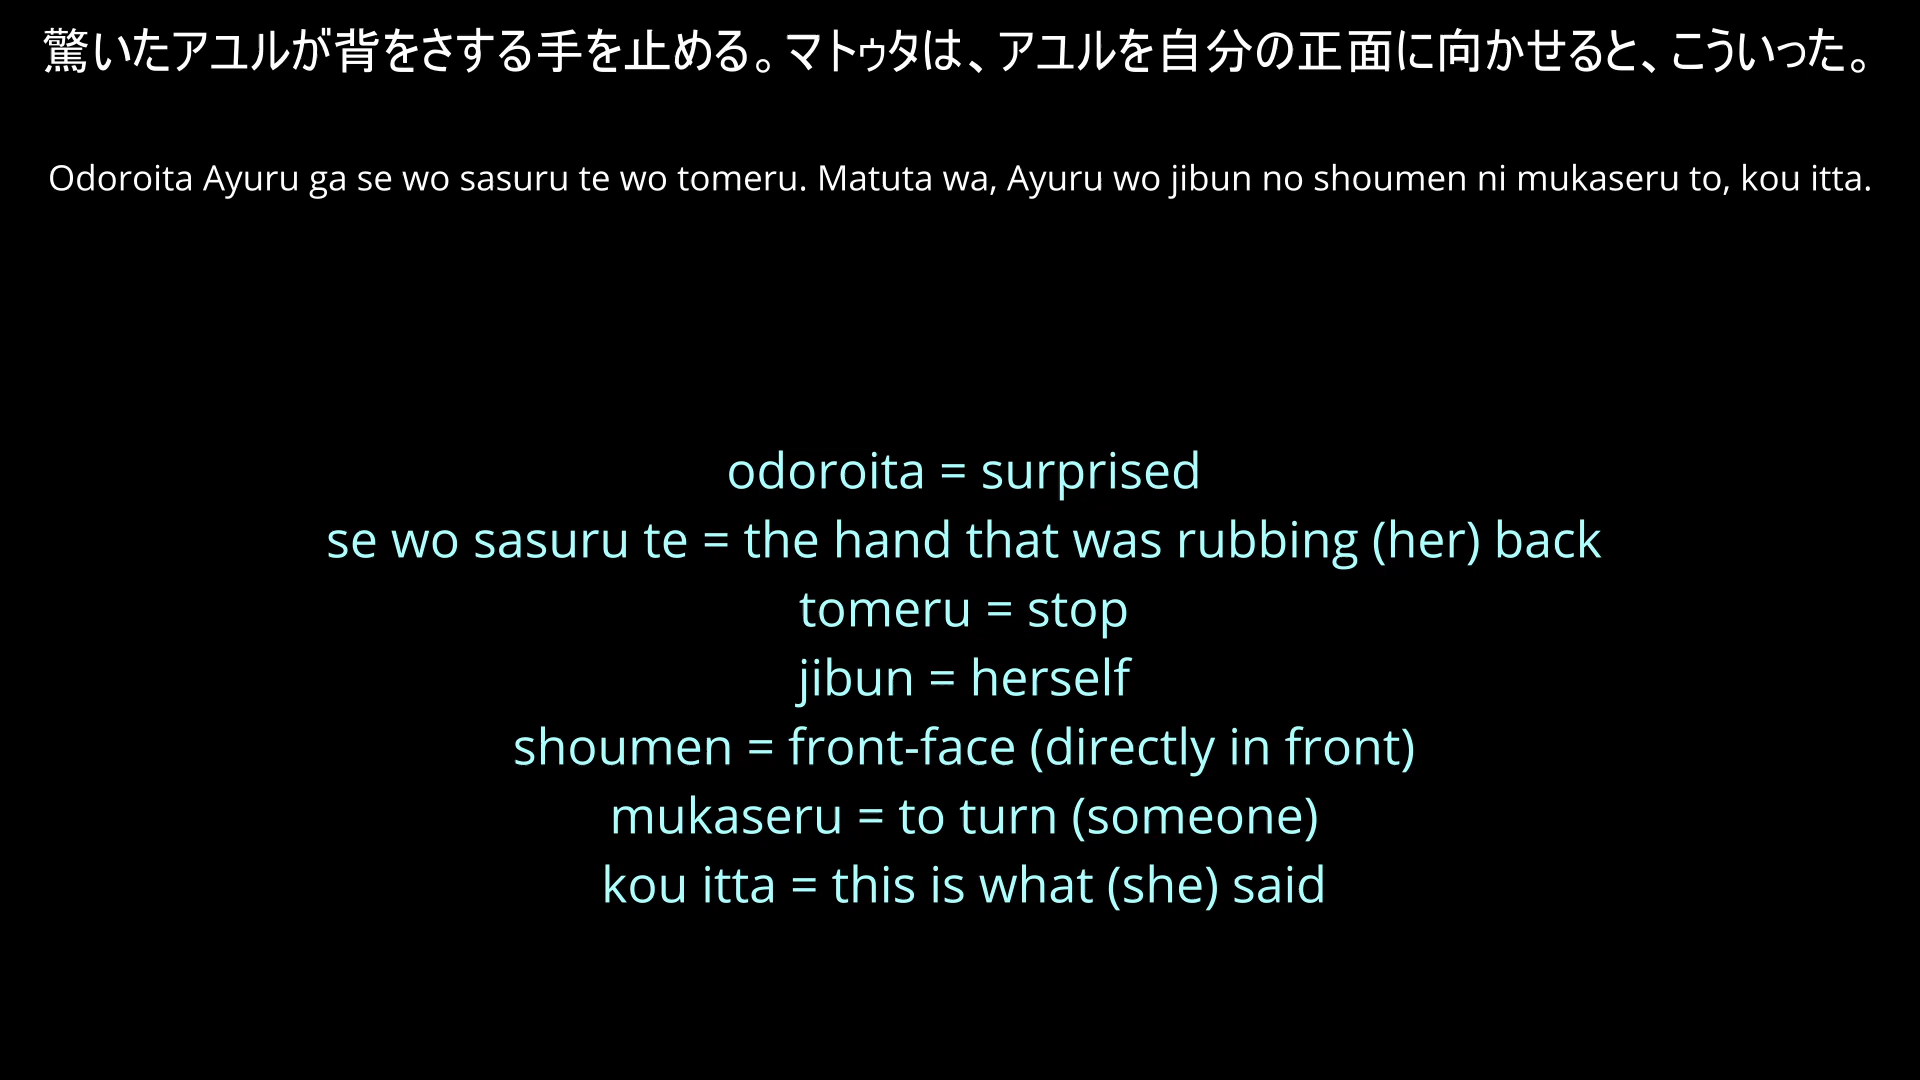 驚いたアユルが背をさする手を止める。マトゥタは、アユルを自分の正面に向かせると、こういった。
Odoroita Ayuru ga se wo sasuru te wo tomeru. Matuta wa, Ayuru wo jibun no shoumen ni mukaseru to, kou itta.
odoroita = surprised
se wo sasuru te = the hand that was rubbing (her) back
tomeru = stop
jibun = herself
shoumen = front-face (directly in front)
mukaseru = to turn (someone)
kou itta = this is what (she) said